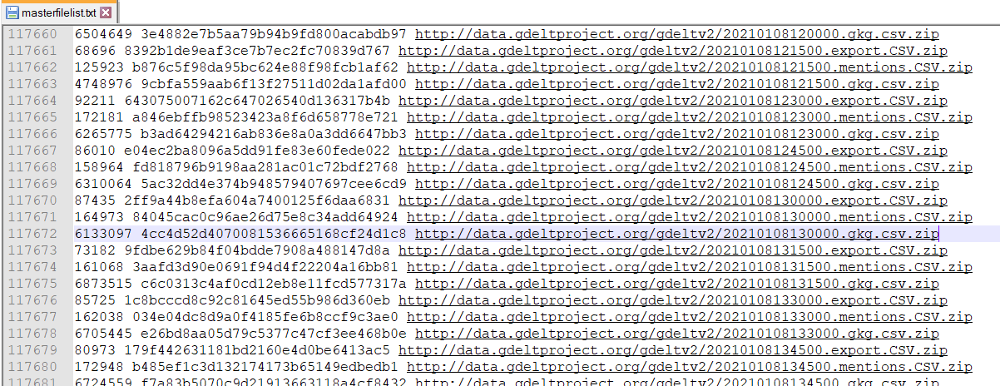 masterfilelist.txt
117660 6504649 3e4882e7b5aa79b94b9fd800acabdb97 http://data.gdeltproject.org/gdeltv2/20210108120000.gkg.csv.zip
117661 68696 8392b1de9eaf3ce7b7ec2fc70839d767 http://data.gdeltproject.org/gdeltv2/20210108121500.export.CSV.zip
117662 125923 b876c5f98da95bc624e88f98fcb1af62 http://data.gdeltproject.org/gdeltv2/20210108121500.mentions.CSV.zip
117663 4748976 9cbfa559aab6f13f27511d02da1afd00 http://data.gdeltproject.org/gdeltv2/20210108121500.gkg.csv.zip
117664 92211 643075007162c647026540d136317b4b http://data.gdeltproject.org/gdeltv2/20210108123000.export.CSV.zip
117665 172181 a846ebffb98523423a8f6d658778e721 http://data.gdeltproject.org/gdeltv2/20210108123000.mentions.CSV.zip
117666 6265775 b3ad64294216ab836e8a0a3dd6647bb3 http://data.gdeltproject.org/gdeltv2/20210108123000.gkg.csv.zip
117667 86010 e04ec2ba8096a5dd91fe83e60fede022 http://data.gdeltproject.org/gdeltv2/20210108124500.export.CSV.zip
117668 158964 fd818796b9198aa281ac01c72bdf2768 http://data.gdeltproject.org/gdeltv2/20210108124500.mentions.CSV.zip
117669 6310064 5ac32dd4e374b948579407697cee6cd9 http://data.gdeltproject.org/gdeltv2/20210108124500.gkg.csv.zip
117670 87435 2ff9a44b8efa604a7400125f6daa6831 http://data.gdeltproject.org/gdeltv2/20210108130000.export.CSV.zip
117671 164973 84045cac0c96ae26d75e8c34add64924 http://data.gdeltproject.org/gdeltv2/20210108130000.mentions.CSV.zip
117672 6133097 4cc4d52d4070081536665168cf24d1c8 http://data.gdeltproject.org/gdeltv2/20210108130000.gkg.csv.zip
117673 73182 9fdbe629b84f04bdde7908a488147d8a http://data.gdeltproject.org/gdeltv2/20210108131500.export.CSV.zip
117674 161068 3aafd3d90e0691f94d4f22204a16bb81 http://data.gdeltproject.org/gdeltv2/20210108131500.mentions.CSV.zip
117675 6873515 c6c0313c4af0cd12eb8e11fcd577317a http://data.gdeltproject.org/gdeltv2/20210108131500.gkg.csv.zip
117676 85725 1c8bcccd8c92c81645ed55b986d360eb http://data.gdeltproject.org/gdeltv2/20210108133000.export.CSV.zip
117677 162038 034e04dc8d9a0f4185fe6b8ccf9c3ae0 http://data.gdeltproject.org/gdeltv2/20210108133000.mentions.CSV.zip
117678 6705445 e26bd8aa05d79c5377c47cf3ee468b0e http://data.gdeltproject.org/gdeltv2/20210108133000.gkg.csv.zip
117679 80973 179f442631181bd2160e4d0be6413ac5 http://data.gdeltproject.org/gdeltv2/20210108134500.export.CSV.zip
117680 172948 b485ef1c3d132174173b65149edbedb1 http://data.gdeltproject.org/gdeltv2/20210108134500.mentions.CSV.zip
117681 6724559 f7a83b5070c9d21913663118a4cf8432 http://data.gdeltproject.org/gdeltv2/20210108134500.gkg.csv.zip